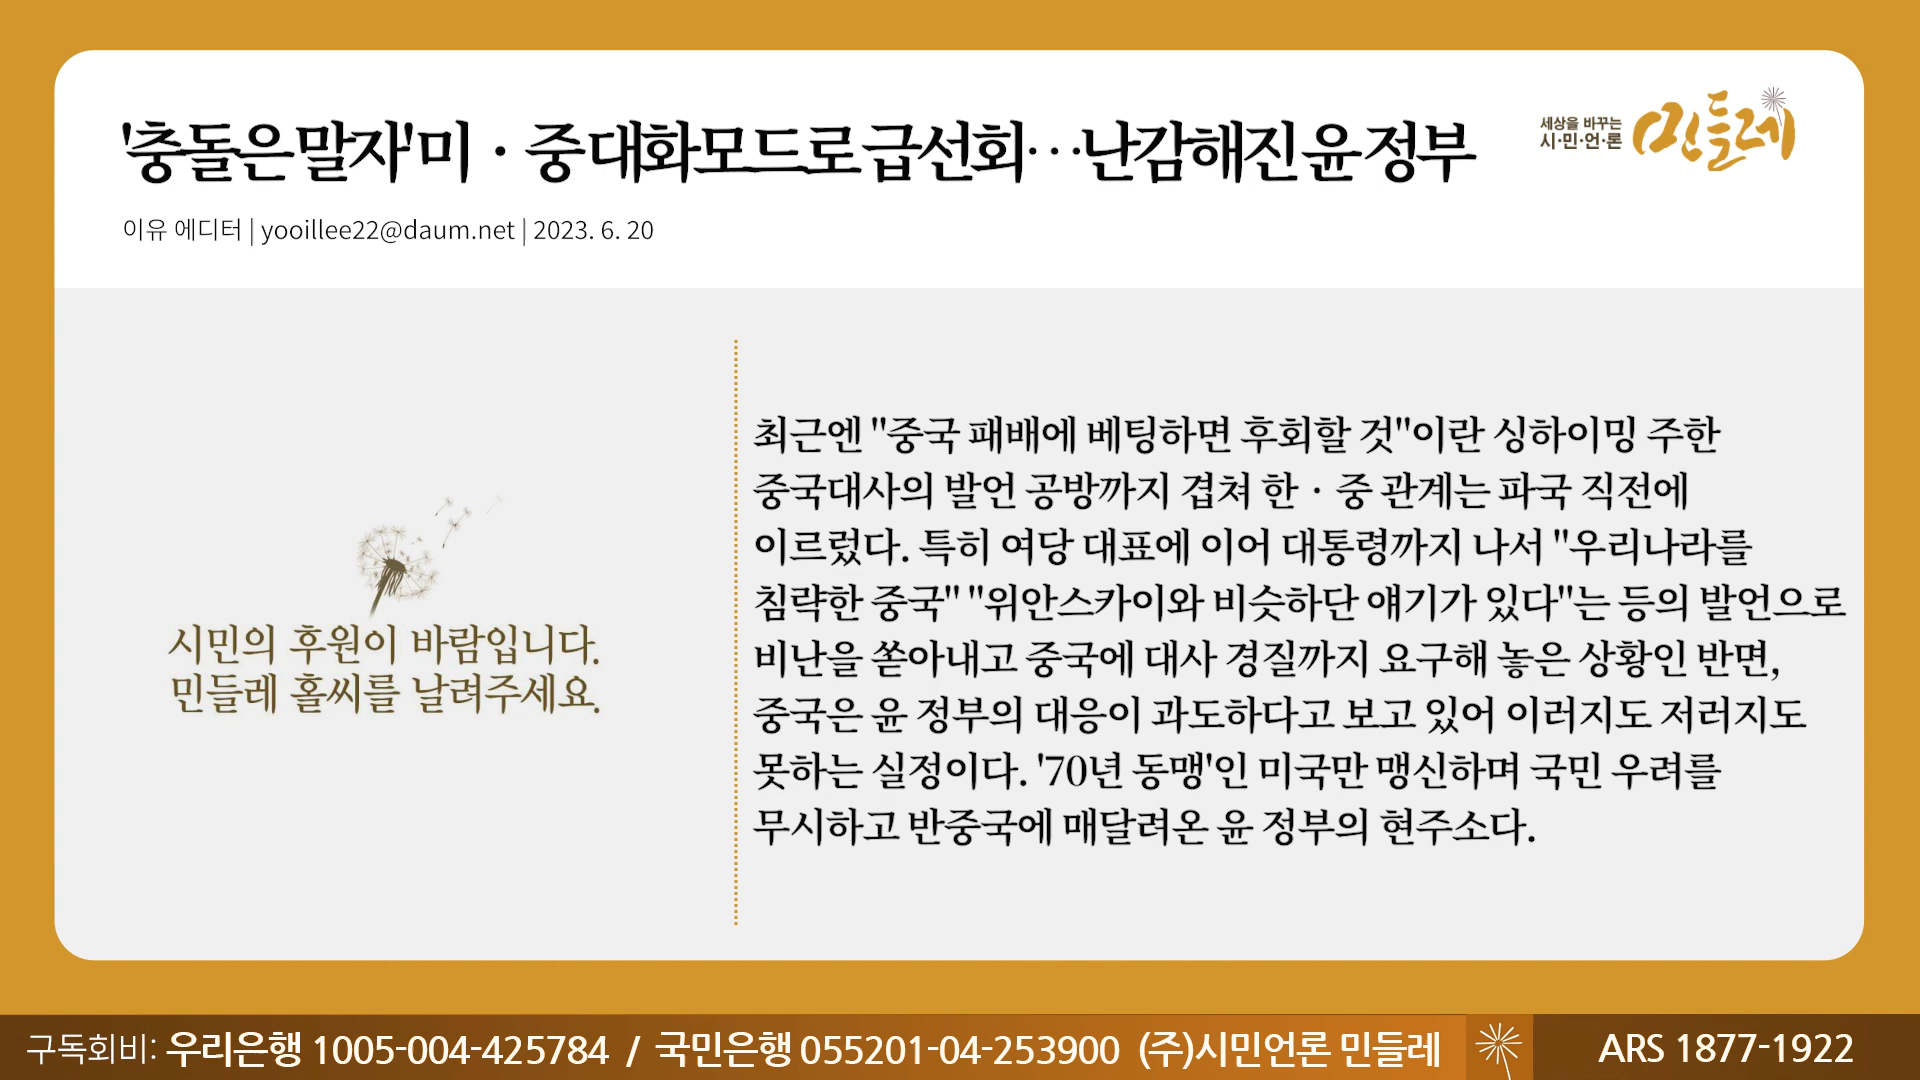 '충돌은 말자' 미 · 중 대화모드로 급선회…난감해진 윤 정부
세상을 바꾸는
시·민·언·론
민들레
이유 에디터 | yooillee22@daum.net | 2023. 6. 20
시민의 후원이 바람입니다.
민들레 홀씨를 날려주세요.
최근엔 "중국 패배에 베팅하면 후회할 것"이란 싱하이밍 주한
중국대사의 발언 공방까지 겹쳐 한 · 중 관계는 파국 직전에
이르렀다. 특히 여당 대표에 이어 대통령까지 나서 "우리나라를
침략한 중국" "위안스카이와 비슷하단 얘기가 있다"는 등의 발언으로
비난을 쏟아내고 중국에 대사 경질까지 요구해 놓은 상황인 반면,
중국은 윤 정부의 대응이 과도하다고 보고 있어 이러지도 저러지도
못하는 실정이다. '70년 동맹'인 미국만 맹신하며 국민 우려를
무시하고 반중국에 매달려온 윤 정부의 현주소다.
구독회비: 우리은행 1005-004-425784 / 국민은행 055201-04-253900 (주)시민언론 민들레
ARS 1877-1922